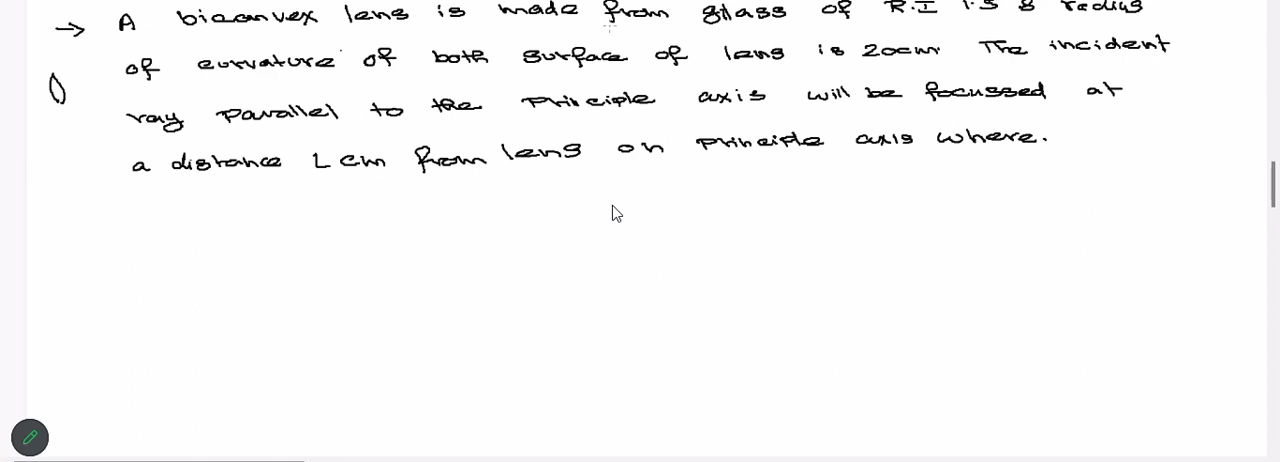 → A biconvex lens is made from glass of R.I 1.5 & radius
of curvature of both surface of lens is 20cm. The incident
ray parallel to the principle axis will be focussed at
a distance L cm from lens on principle axis where.